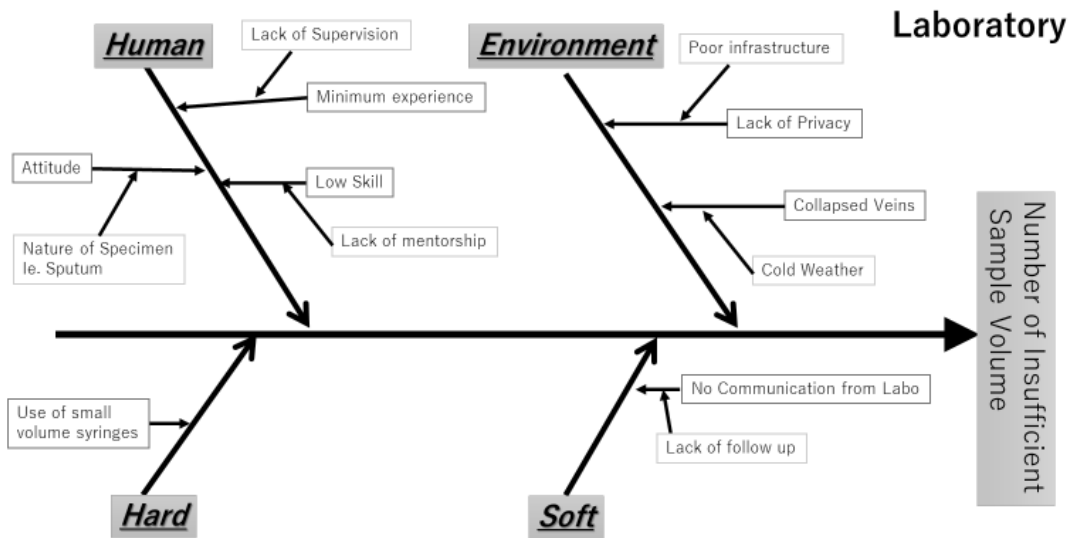 Laboratory
Human
Lack of Supervision
Minimum experience
Attitude
Low Skill
Nature of Specimen
Ie. Sputum
Lack of mentorship
Environment
Poor infrastructure
Lack of Privacy
Collapsed Veins
Cold Weather
Number of Insufficient
Sample Volume
Use of small
volume syringes
Hard
No Communication from Labo
Lack of follow up
Soft